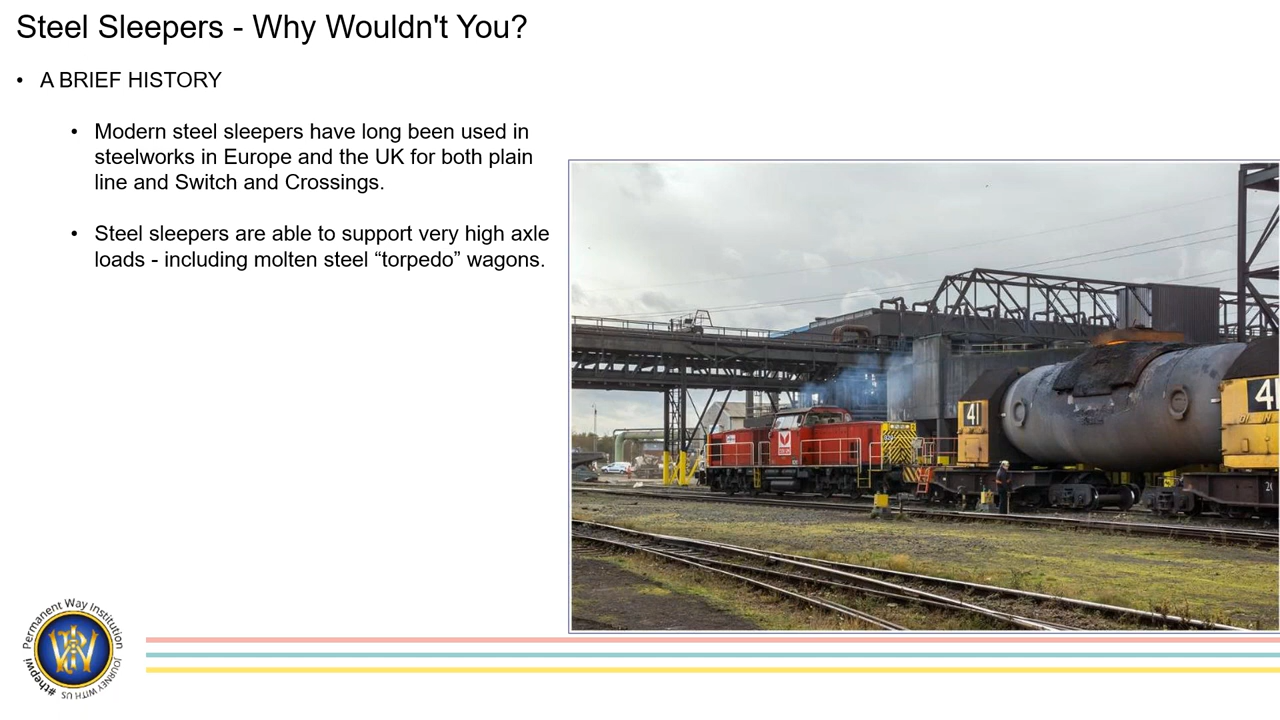 Steel Sleepers - Why Wouldn't You?
• A BRIEF HISTORY
• Modern steel sleepers have long been used in
steelworks in Europe and the UK for both plain
line and Switch and Crossings.
• Steel sleepers are able to support very high axle
loads - including molten steel “torpedo” wagons.
41
41
Permanent Way Institution
#thepwi
JOURNEY WITH US